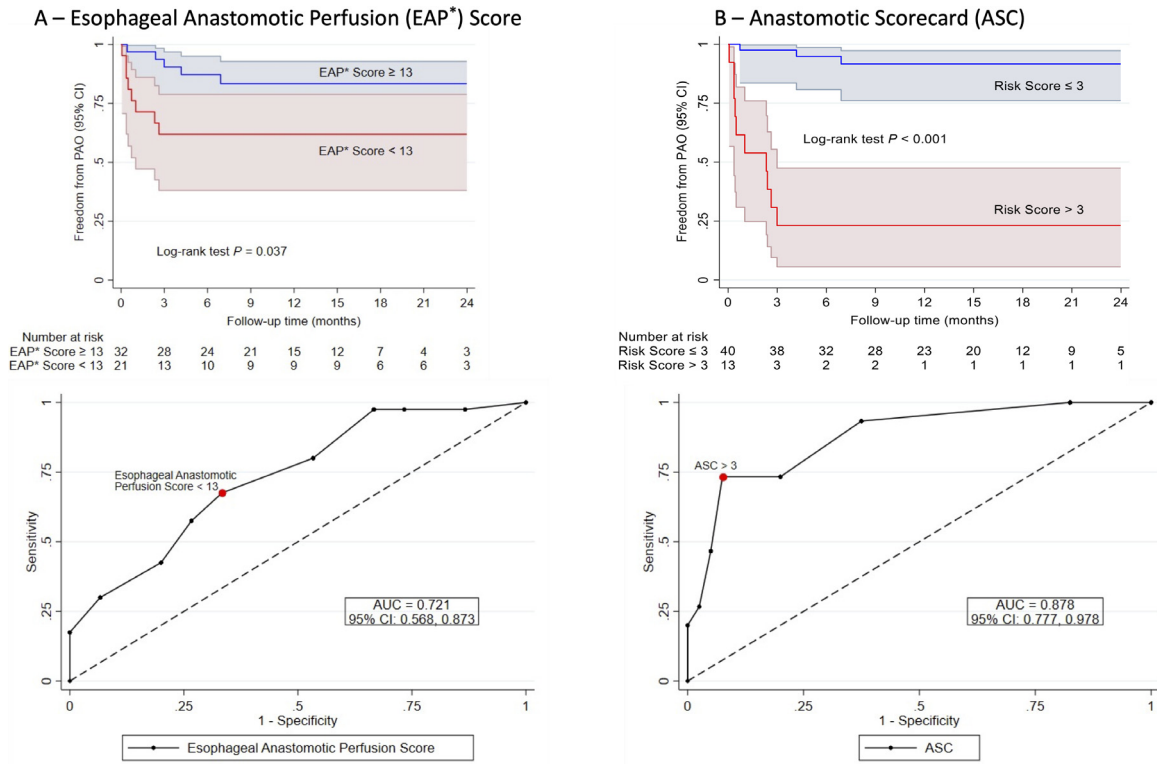 A – Esophageal Anastomotic Perfusion (EAP*) Score
Freedom from PAO (95% CI)
1
.75
.5
.25
0
EAP* Score ≥ 13
EAP* Score < 13
Log-rank test P = 0.037
0 3 6 9 12 15 18 21 24
Follow-up time (months)
Number at risk
EAP* Score ≥ 13 32 28 24 21 15 12 7 4 3
EAP* Score < 13 21 13 10 9 9 9 6 6 3
B – Anastomotic Scorecard (ASC)
Freedom from PAO (95% CI)
1
.75
.5
.25
0
Risk Score ≤ 3
Log-rank test P < 0.001
Risk Score > 3
0 3 6 9 12 15 18 21 24
Follow-up time (months)
Number at risk
Risk Score ≤ 3 40 38 32 28 23 20 12 9 5
Risk Score > 3 13 3 2 2 1 1 1 1 1
Sensitivity
1
.75
.5
.25
0
Esophageal Anastomotic
Perfusion Score < 13
AUC = 0.721
95% CI: 0.568, 0.873
0 .25 .5 .75 1
1 - Specificity
Esophageal Anastomotic Perfusion Score
Sensitivity
1
.75
.5
.25
0
ASC > 3
AUC = 0.878
95% CI: 0.777, 0.978
0 .25 .5 .75 1
1 - Specificity
ASC